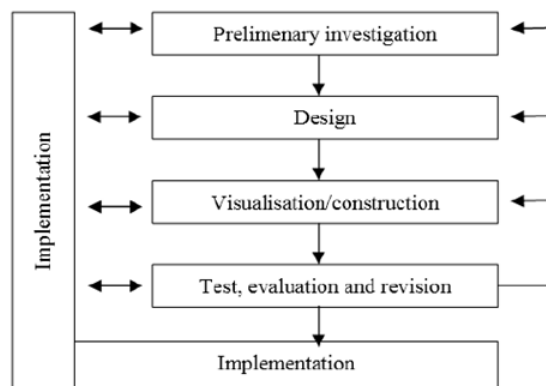 Prelimenary investigation
Design
Visualisation/construction
Test, evaluation and revision
Implementation
Implementation